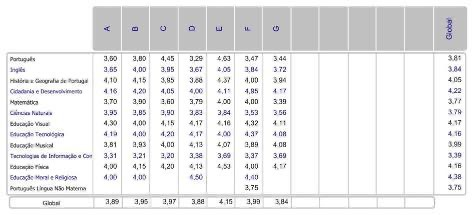 A B C D E F G Global
Português 3,60 3,80 4,45 3,29 4,63 3,47 3,44 3,81
Inglês 3,65 4,00 3,95 3,67 4,05 3,84 3,72 3,84
História e Geografia de Portugal 4,10 4,15 3,95 3,88 4,37 4,00 3,94 4,05
Cidadania e Desenvolvimento 4,16 4,20 4,05 4,00 4,11 4,95 4,17 4,22
Matemática 3,70 3,90 3,60 3,79 4,00 4,00 3,39 3,77
Ciências Naturais 3,95 3,85 3,90 3,83 3,84 3,53 3,56 3,79
Educação Visual 4,30 4,00 4,15 4,17 4,16 4,32 4,11 4,17
Educação Tecnológica 4,19 4,00 4,20 4,17 4,00 4,37 4,08 4,16
Educação Musical 3,81 3,93 4,00 4,13 4,07 3,89 4,08 3,99
Tecnologias de Informação e Con 3,31 3,21 3,20 3,38 3,69 3,37 3,69 3,39
Educação Física 4,00 4,15 4,20 4,13 4,53 4,00 4,17 4,16
Educação Moral e Religiosa 4,00 4,00 4,50 4,40 4,38
Português Língua Não Materna 3,75 3,75
Global 3,89 3,95 3,97 3,88 4,15 3,99 3,84